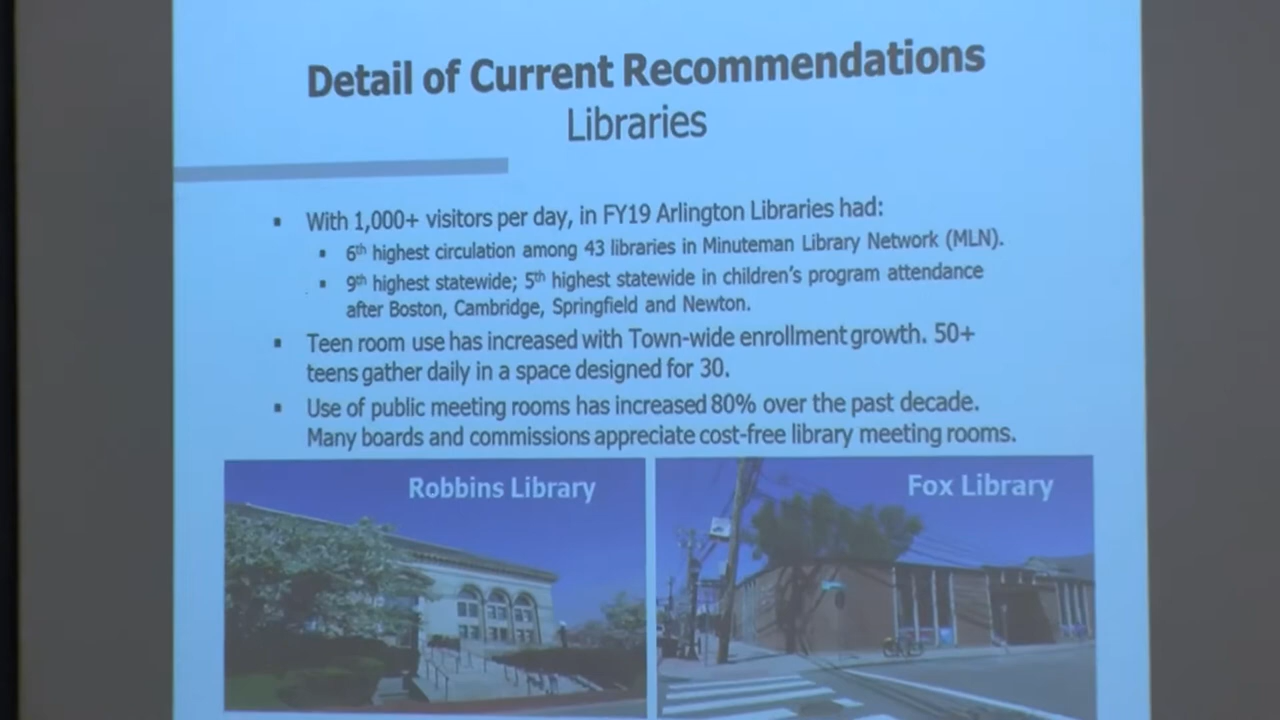 Detail of Current Recommendations
Libraries
▪ With 1,000+ visitors per day, in FY19 Arlington Libraries had:
▪ 6th highest circulation among 43 libraries in Minuteman Library Network (MLN).
▪ 9th highest statewide; 5th highest statewide in children's program attendance
after Boston, Cambridge, Springfield and Newton.
▪ Teen room use has increased with Town-wide enrollment growth. 50+
teens gather daily in a space designed for 30.
▪ Use of public meeting rooms has increased 80% over the past decade.
Many boards and commissions appreciate cost-free library meeting rooms.
Robbins Library
Fox Library